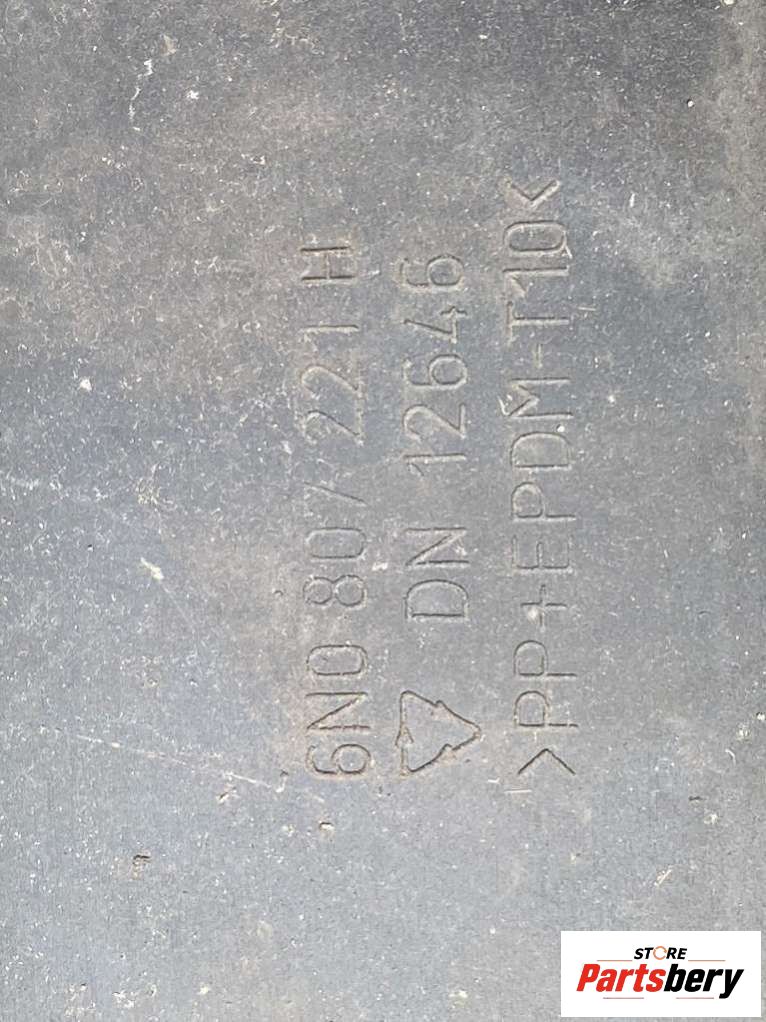 6N0 807 221 H
DN 12646
>PP+EPDM-T10<
STORE
Partsbery